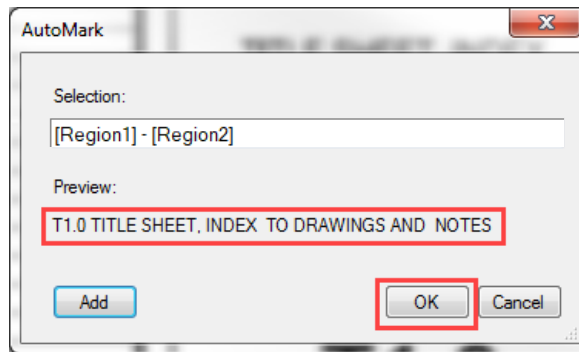 AutoMark
Selection:
[Region1] - [Region2]
Preview:
T1.0 TITLE SHEET, INDEX  TO DRAWINGS AND  NOTES
Add
OK
Cancel